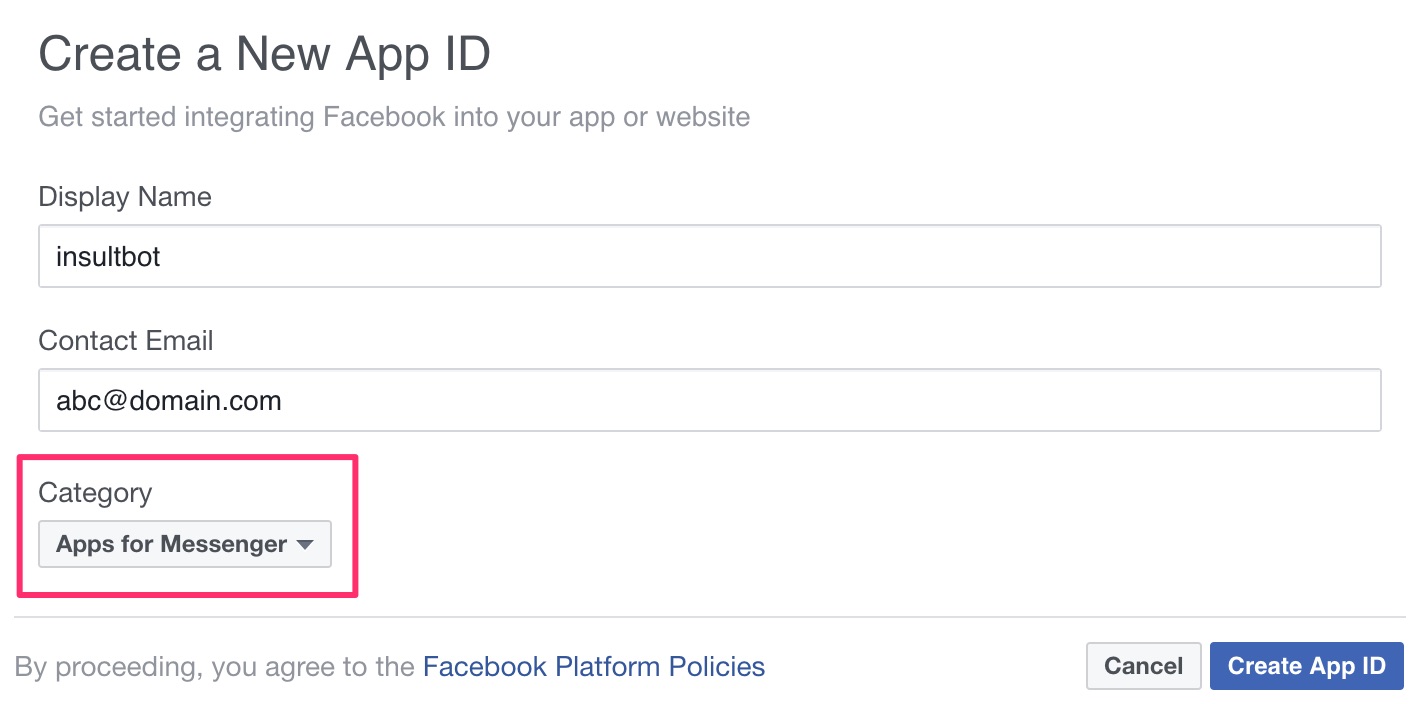 Create a New App ID
Get started integrating Facebook into your app or website
Display Name
insultbot
Contact Email
abc@domain.com
Category
Apps for Messenger
By proceeding, you agree to the Facebook Platform Policies
Cancel
Create App ID